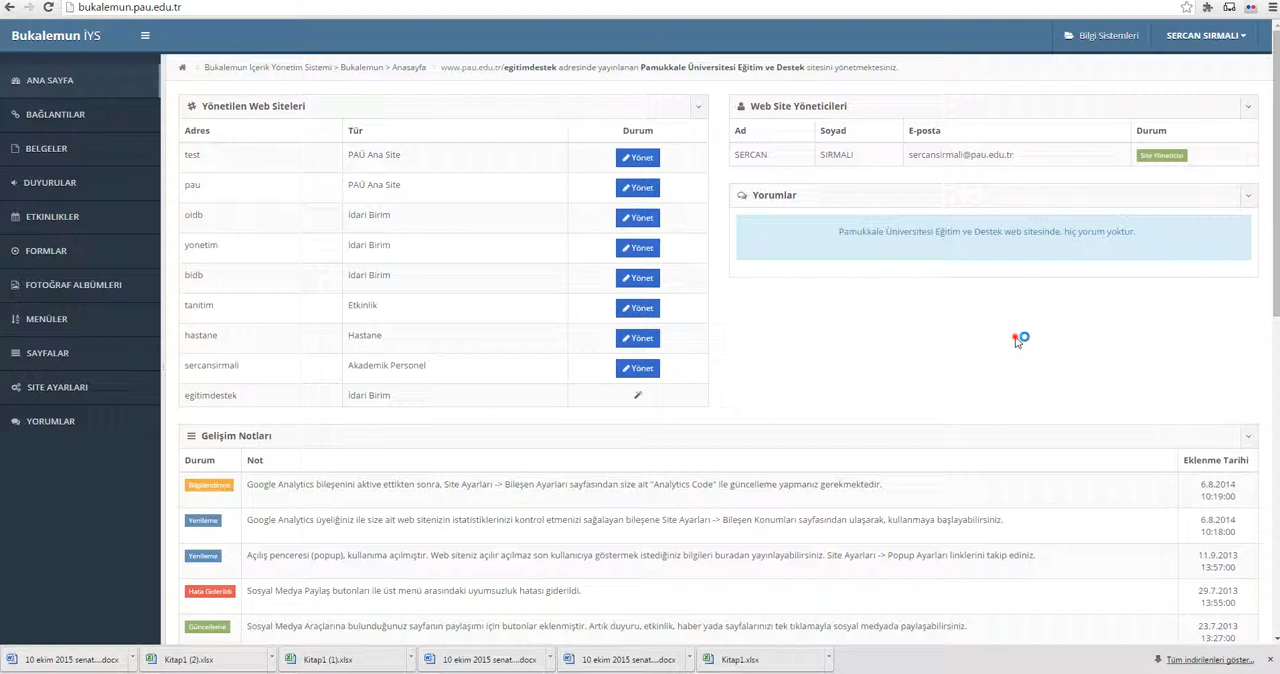 bukalemun.pau.edu.tr
Bukalemun İYS
Bilgi Sistemleri
SERCAN SIRMALI
ANA SAYFA
BAĞLANTILAR
BELGELER
DUYURULAR
ETKINLIKLER
FORMLAR
FOTOĞRAF ALBÜMLERI
MENÜLER
SAYFALAR
SITE AYARLARI
YORUMLAR
Bukalemun İçerik Yönetim Sistemi > Bukalemun > Anasayfa www.pau.edu.tr/egitimdestek adresinde yayınlanan Pamukkale Üniversitesi Eğitim ve Destek sitesini yönetmektesiniz.
Yönetilen Web Siteleri
Adres Tür Durum
test PAÜ Ana Site Yönet
pau PAÜ Ana Site Yönet
oidb İdari Birim Yönet
yonetim İdari Birim Yönet
bidb İdari Birim Yönet
tanitim Etkinlik Yönet
hastane Hastane Yönet
sercansirmali Akademik Personel Yönet
egitimdestek İdari Birim
Web Site Yöneticileri
Ad Soyad E-posta Durum
SERCAN SIRMALI sercansirmali@pau.edu.tr Site Yöneticisi
Yorumlar
Pamukkale Üniversitesi Eğitim ve Destek web sitesinde, hiç yorum yoktur.
Gelişim Notları
Durum Not Eklenme Tarihi
Bilgilendirme Google Analytics bileşenini aktive ettikten sonra, Site Ayarları -> Bileşen Ayarları sayfasından size ait "Analytics Code" ile güncelleme yapmanız gerekmektedir. 6.8.2014
10:19:00
Yenileme Google Analytics üyeliğiniz ile size ait web sitenizin istatistiklerinizi kontrol etmenizi sağalayan bileşene Site Ayarları -> Bileşen Konumları sayfasından ulaşarak, kullanmaya başlayabilirsiniz. 6.8.2014
10:18:00
Yenileme Açılış penceresi (popup), kullanıma açılmıştır. Web siteniz açılır açılmaz son kullanıcıya göstermek istediğiniz bilgileri buradan yayınlayabilirsiniz. Site Ayarları -> Popup Ayarları linklerini takip ediniz. 11.9.2013
13:57:00
Hata Giderildi Sosyal Medya Paylaş butonları ile üst menü arasındaki uyumsuzluk hatası giderildi. 29.7.2013
13:55:00
Güncelleme Sosyal Medya Araçlarına bulunduğunuz sayfanın paylaşımı için butonlar eklenmiştir. Artık duyuru, etkinlik, haber yada sayfalarınızı tek tıklamayla sosyal medyada paylaşabilirsiniz. 23.7.2013
13:27:00
10 ekim 2015 senat....docx
Kitap1 (2).xlsx
Kitap1 (1).xlsx
10 ekim 2015 senat....docx
10 ekim 2015 senat....docx
Kitap1.xlsx
Tüm indirilenleri göster...